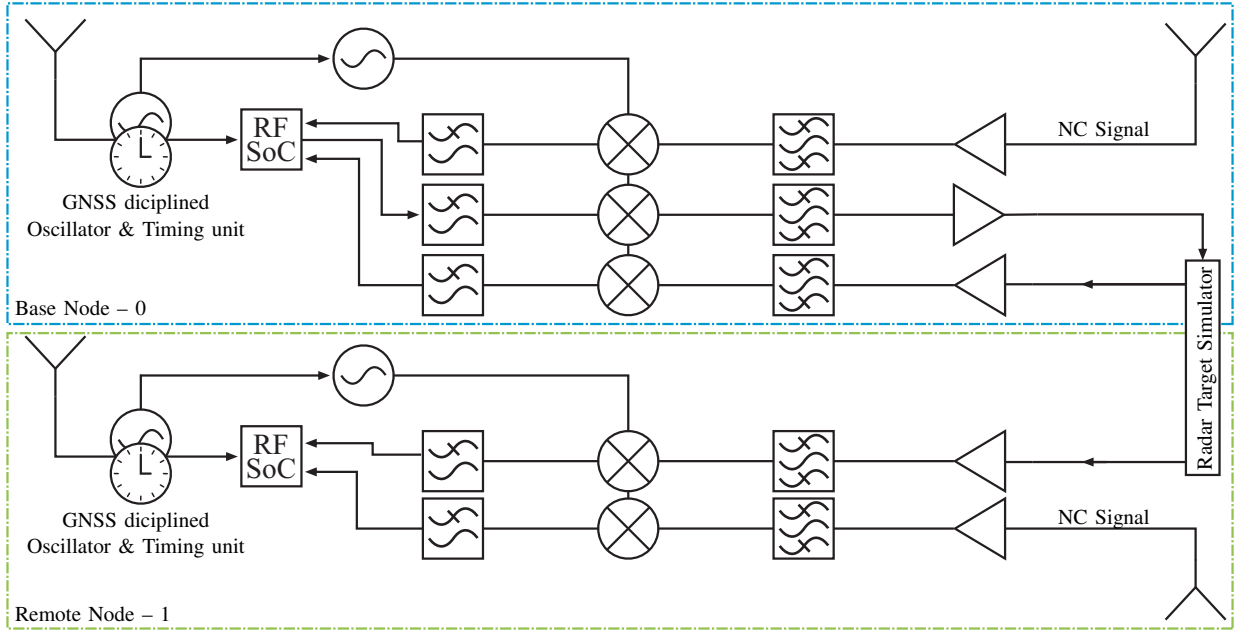 NC Signal
RF
SoC
GNSS diciplined
Oscillator & Timing unit
Base Node – 0
Radar Target Simulator
RF
SoC
GNSS diciplined
Oscillator & Timing unit
NC Signal
Remote Node – 1